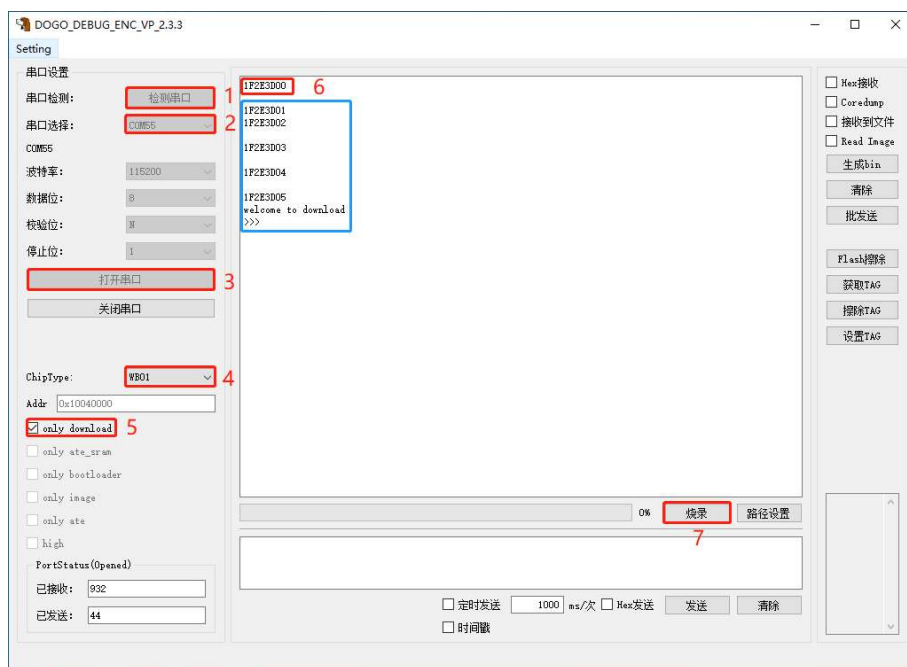 DOGO_DEBUG_ENC_VP_2.3.3
Setting
串口设置
串口检测:
检测串口
1
串口选择:
COM55
2
COM55
波特率:
115200
数据位:
8
校验位:
N
停止位:
1
打开串口
3
关闭串口
ChipType:
WB01
4
Addr
0x10040000
only download
5
only ate_sram
only bootloader
only image
only ate
high
PortStatus(Opened)
已接收:
932
已发送:
44
1F2E3D00
6
1F2E3D01
1F2E3D02
1F2E3D03
1F2E3D04
1F2E3D05
welcome to download
>>>
0%
烧录
路径设置
7
定时发送
1000
ms/次
Hex发送
发送
清除
时间戳
Hex接收
Coredump
接收到文件
Read Image
生成bin
清除
批发送
Flash擦除
获取TAG
擦除TAG
设置TAG